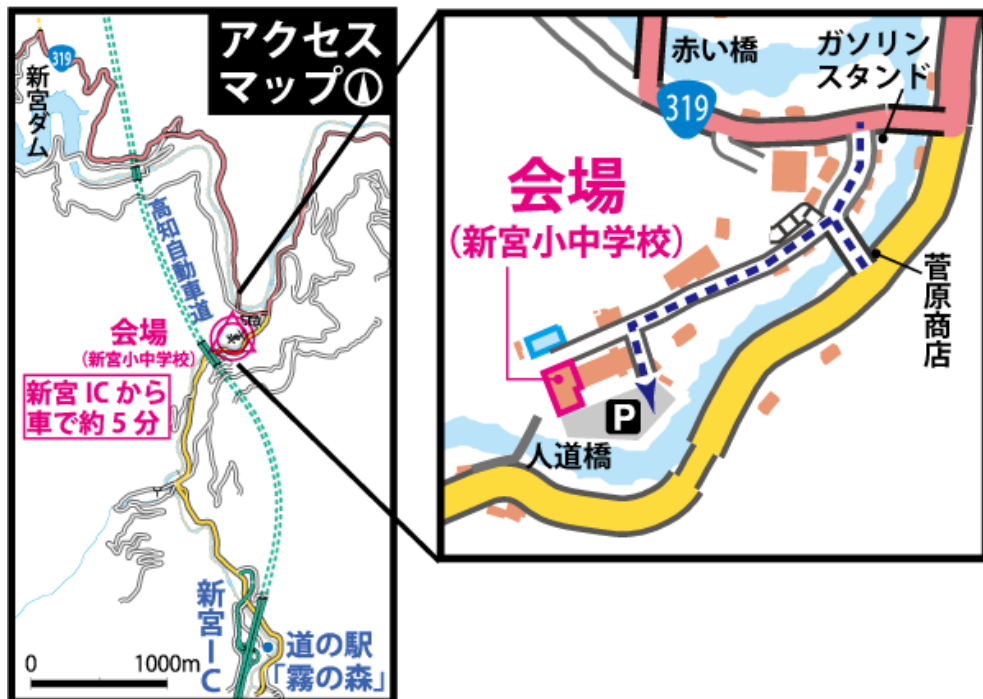 アクセス
マップ
319
新宮ダム
高知自動車道
会場
(新宮小中学校)
新宮ICから
車で約5分
新宮IC
道の駅
「霧の森」
0 1000m
赤い橋
ガソリン
スタンド
319
会場
(新宮小中学校)
菅原商店
P
人道橋